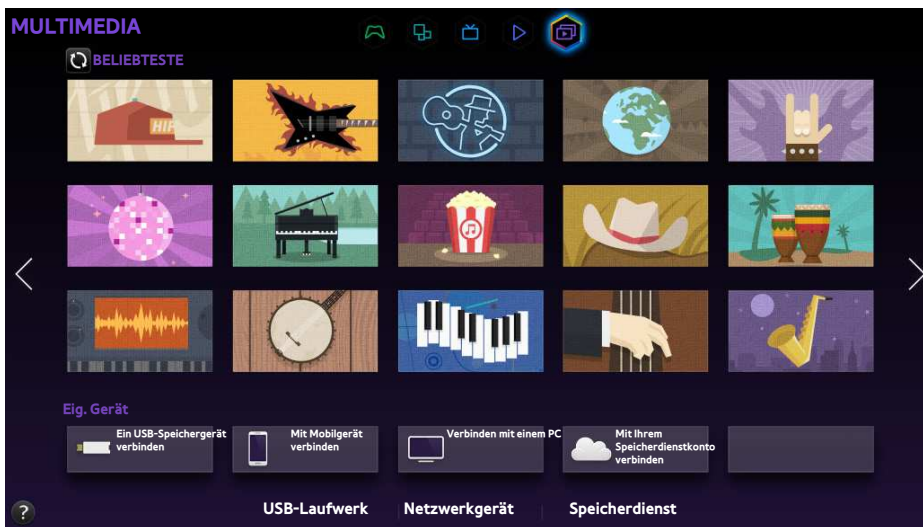 MULTIMEDIA
BELIEBTESTE
HIP
Eig. Gerät
Ein USB-Speichergerät
verbinden
Mit Mobilgerät
verbinden
Verbinden mit einem PC
Mit Ihrem
Speicherdienstkonto
verbinden
USB-Laufwerk
Netzwerkgerät
Speicherdienst
?